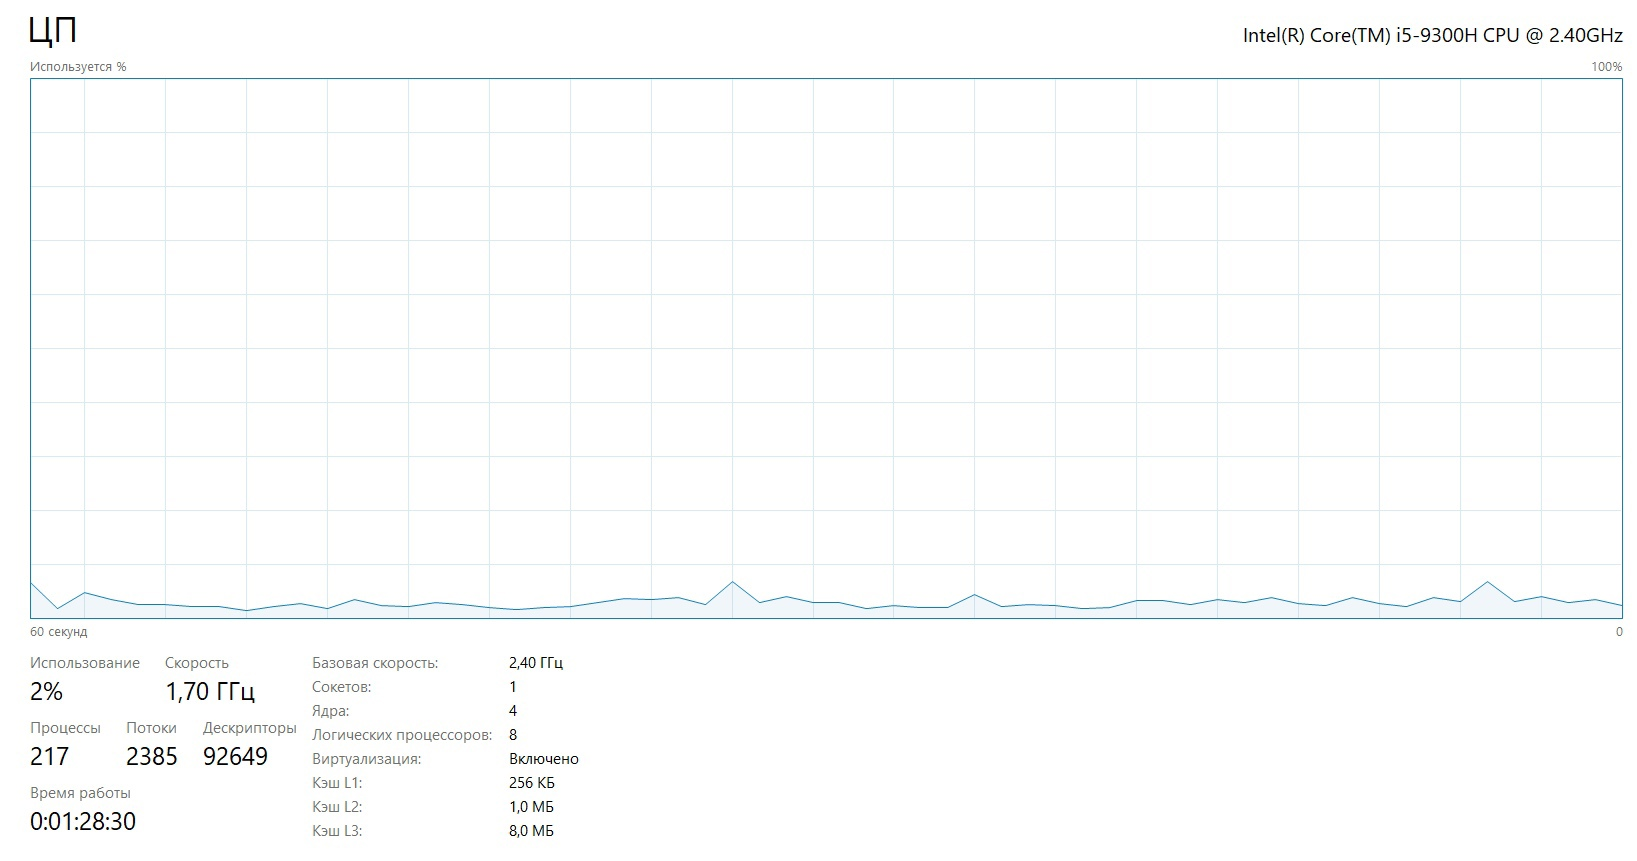 ЦП
Intel(R) Core(TM) i5-9300H CPU @ 2.40GHz
Используется %
100%
60 секунд
0
Использование
2%
Скорость
1,70 ГГц
Процессы
217
Потоки
2385
Дескрипторы
92649
Время работы
0:01:28:30
Базовая скорость: 2,40 ГГц
Сокетов: 1
Ядра: 4
Логических процессоров: 8
Виртуализация: Включено
Кэш L1: 256 КБ
Кэш L2: 1,0 МБ
Кэш L3: 8,0 МБ